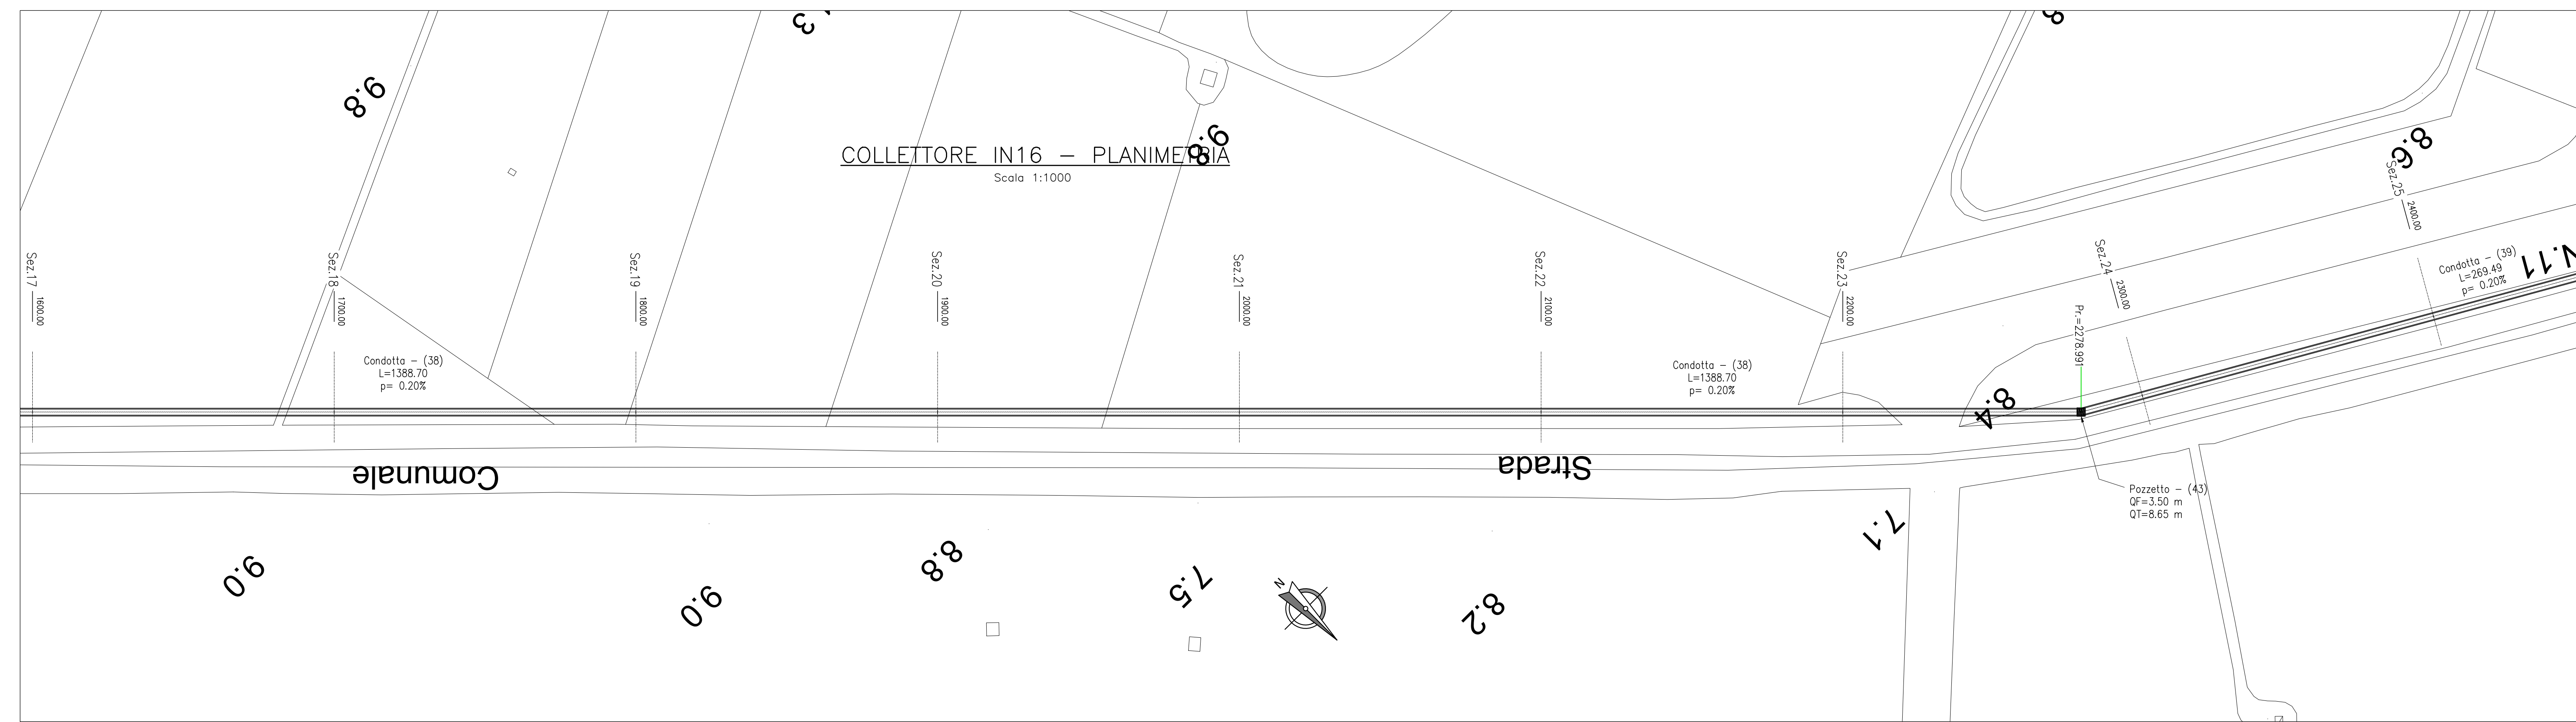 COLLETTORE IN16 – PLANIMETRIA
Scala 1:1000
9.8
9.8
8.6
Sez.17
1600.00
Sez.18
1700.00
Sez.19
1800.00
Sez.20
1900.00
Sez.21
2000.00
Sez.22
2100.00
Sez.23
2200.00
Sez.24
2300.00
Sez.25
2400.00
Condotta – (38)
L=1388.70
p= 0.20%
Condotta – (38)
L=1388.70
p= 0.20%
Condotta – (39)
L=269.49
p= 0.20%
Pr.=2278.991
8.4
Comunale
Strada
Pozzetto – (43)
QF=3.50 m
QT=8.65 m
9.0
9.0
8.8
7.5
N
8.2
7.1